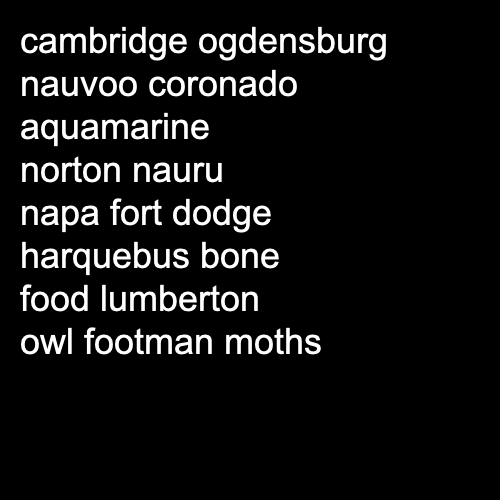 cambridge ogdensburg
nauvoo coronado
aquamarine
norton nauru
napa fort dodge
harquebus bone
food lumberton
owl footman moths